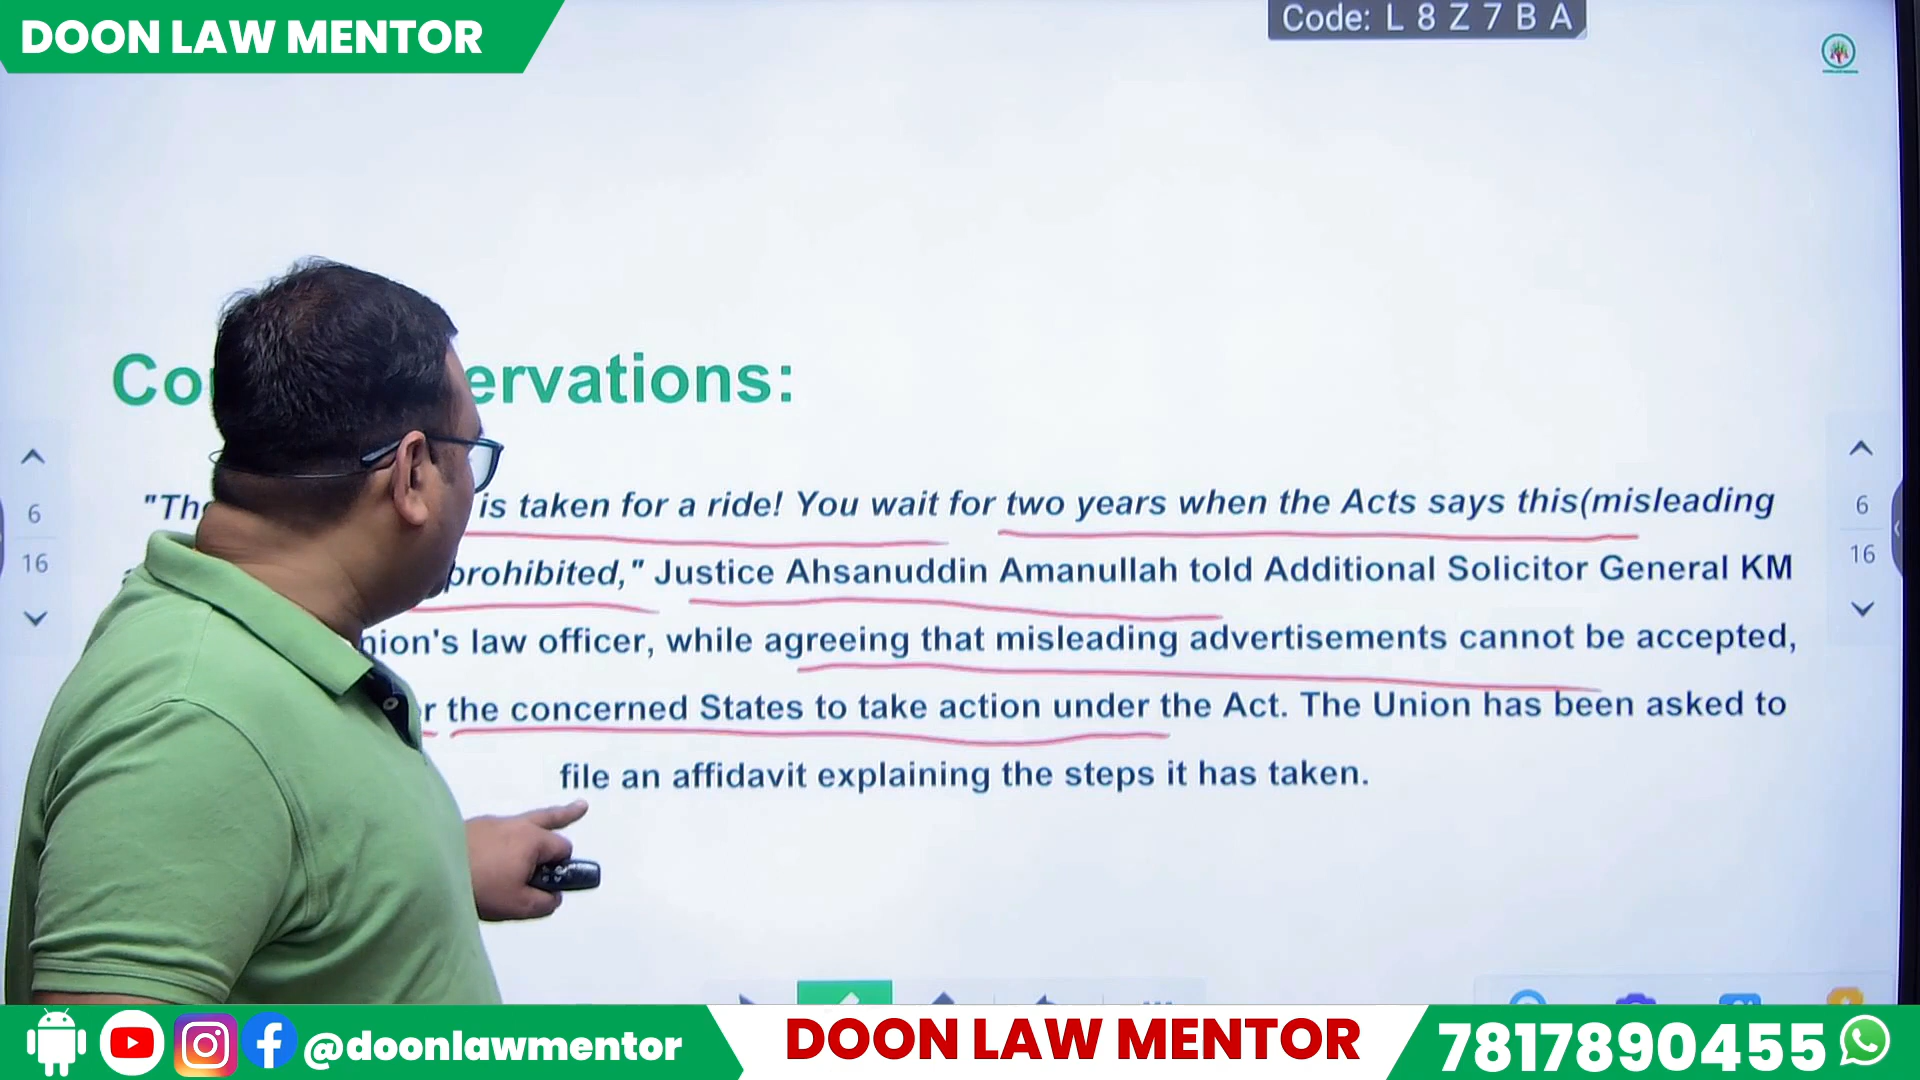 DOON LAW MENTOR
Code: L 8 Z 7 B A
ervations:
is taken for a ride! You wait for two years when the Acts says this(misleading
prohibited," Justice Ahsanuddin Amanullah told Additional Solicitor General KM
law officer, while agreeing that misleading advertisements cannot be accepted,
the concerned States to take action under the Act. The Union has been asked to
file an affidavit explaining the steps it has taken.
6
16
6
16
@doonlawmentor
DOON LAW MENTOR
7817890455